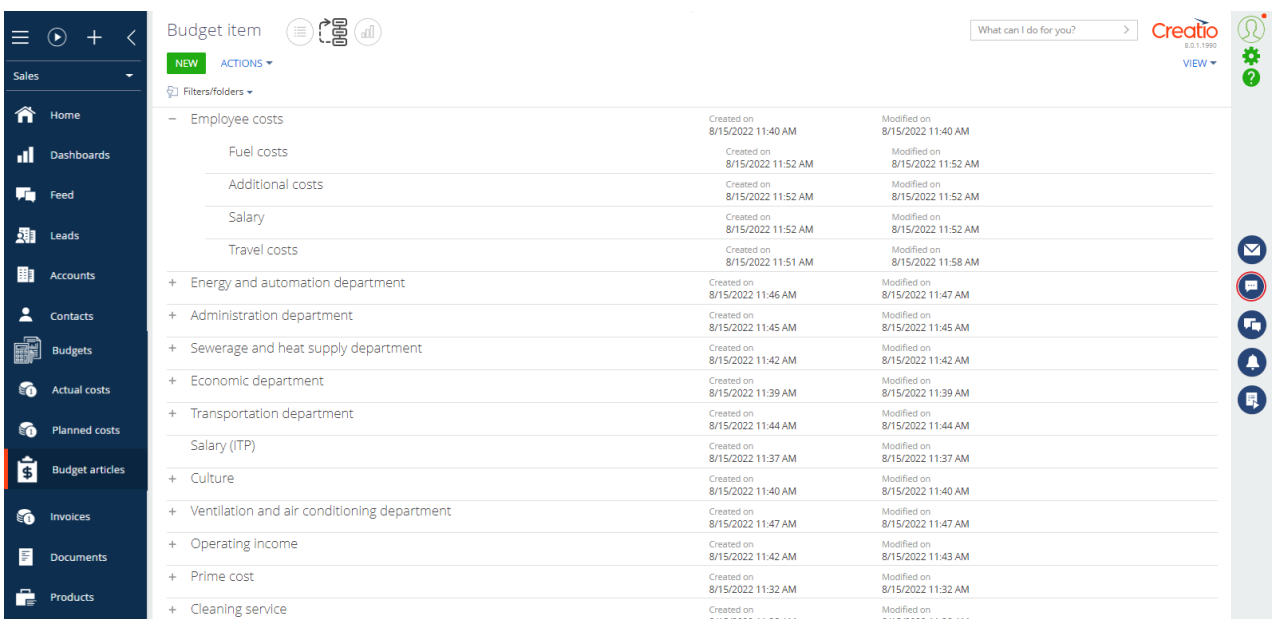 Budget item
What can I do for you?
Creatio
8.0.1.1990
NEW
ACTIONS
VIEW
Sales
Filters/folders
Home
Dashboards
Feed
Leads
Accounts
Contacts
Budgets
Actual costs
Planned costs
Budget articles
Invoices
Documents
Products
Employee costs
Created on
8/15/2022 11:40 AM
Modified on
8/15/2022 11:40 AM
Fuel costs
Created on
8/15/2022 11:52 AM
Modified on
8/15/2022 11:52 AM
Additional costs
Created on
8/15/2022 11:52 AM
Modified on
8/15/2022 11:52 AM
Salary
Created on
8/15/2022 11:52 AM
Modified on
8/15/2022 11:52 AM
Travel costs
Created on
8/15/2022 11:51 AM
Modified on
8/15/2022 11:58 AM
Energy and automation department
Created on
8/15/2022 11:46 AM
Modified on
8/15/2022 11:47 AM
Administration department
Created on
8/15/2022 11:45 AM
Modified on
8/15/2022 11:45 AM
Sewerage and heat supply department
Created on
8/15/2022 11:42 AM
Modified on
8/15/2022 11:42 AM
Economic department
Created on
8/15/2022 11:39 AM
Modified on
8/15/2022 11:39 AM
Transportation department
Created on
8/15/2022 11:44 AM
Modified on
8/15/2022 11:44 AM
Salary (ITP)
Created on
8/15/2022 11:37 AM
Modified on
8/15/2022 11:37 AM
Culture
Created on
8/15/2022 11:40 AM
Modified on
8/15/2022 11:40 AM
Ventilation and air conditioning department
Created on
8/15/2022 11:47 AM
Modified on
8/15/2022 11:47 AM
Operating income
Created on
8/15/2022 11:42 AM
Modified on
8/15/2022 11:43 AM
Prime cost
Created on
8/15/2022 11:32 AM
Modified on
8/15/2022 11:32 AM
Cleaning service
Created on
Modified on